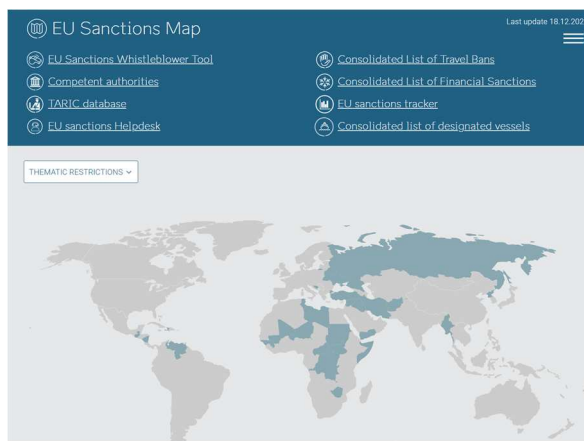 EU Sanctions Map
Last update 18.12.202
EU Sanctions Whistleblower Tool
Competent authorities
TARIC database
EU sanctions Helpdesk
Consolidated List of Travel Bans
Consolidated List of Financial Sanctions
EU sanctions tracker
Consolidated list of designated vessels
THEMATIC RESTRICTIONS